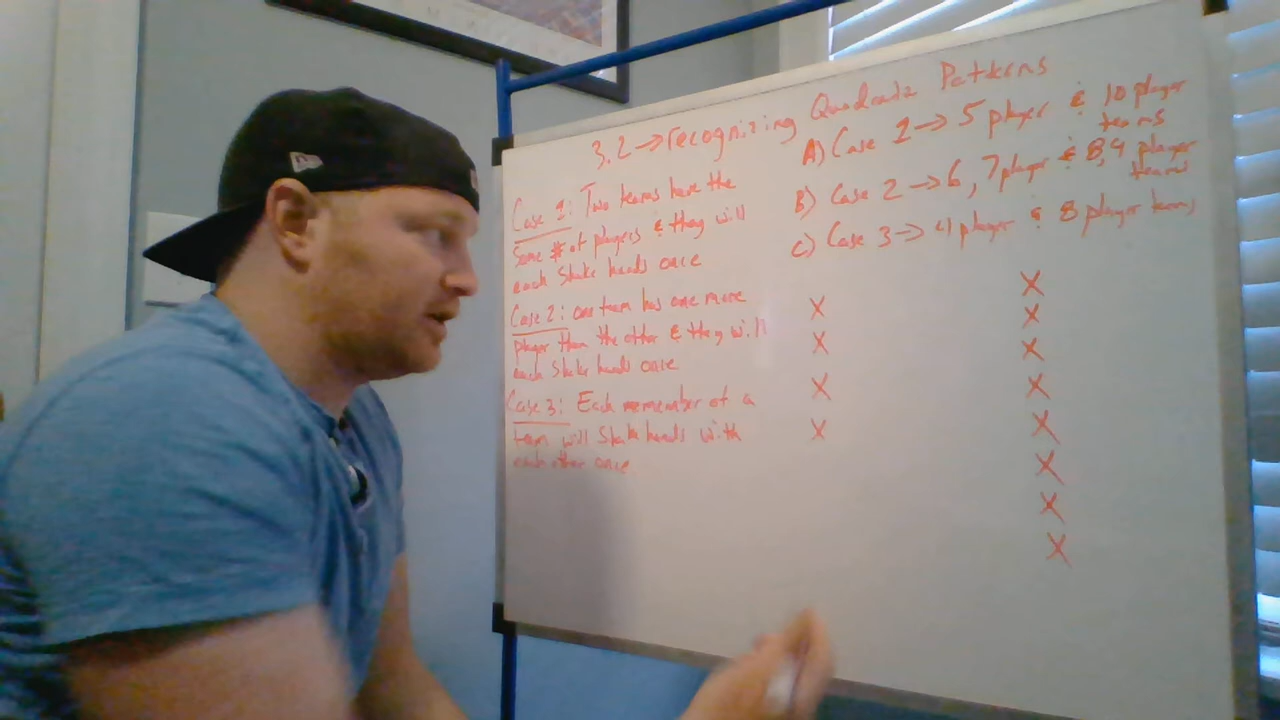 3.2 → recognizing Quadratic Patterns
Case 1: Two teams have the
Same # of players & they will
each Shake hands once
Case 2: one team has one more
player than the other & they will
each Shake hands once
Case 3: Each memember of a
team will Shake hands with
each other once
A) Case 1 → 5 player & 10 player
teams
B) Case 2 → 6, 7 player & 8, 9 player
teams
C) Case 3 → 4 player & 8 player teams
X X
X X
X X
X X
X
X
X
X